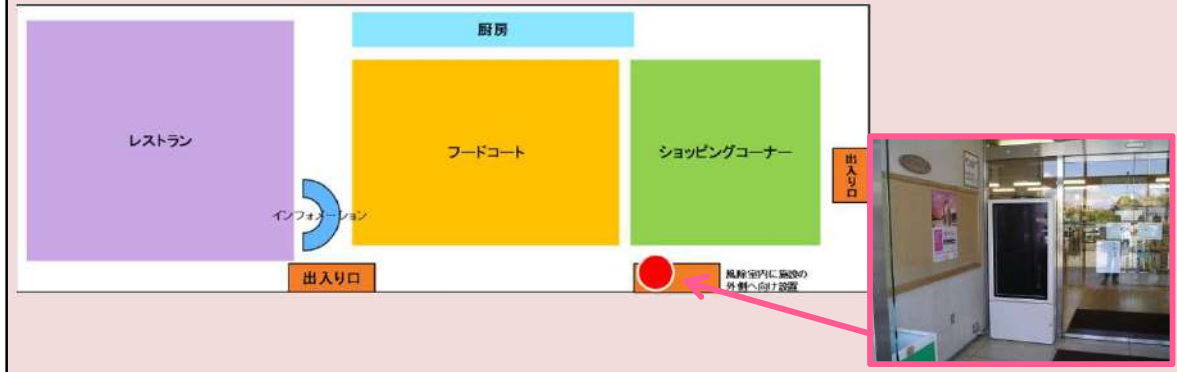 厨房
レストラン
フードコート
ショッピングコーナー
出入り口
インフォメーション
出入り口
風除室内に施設の
外側へ向け設置